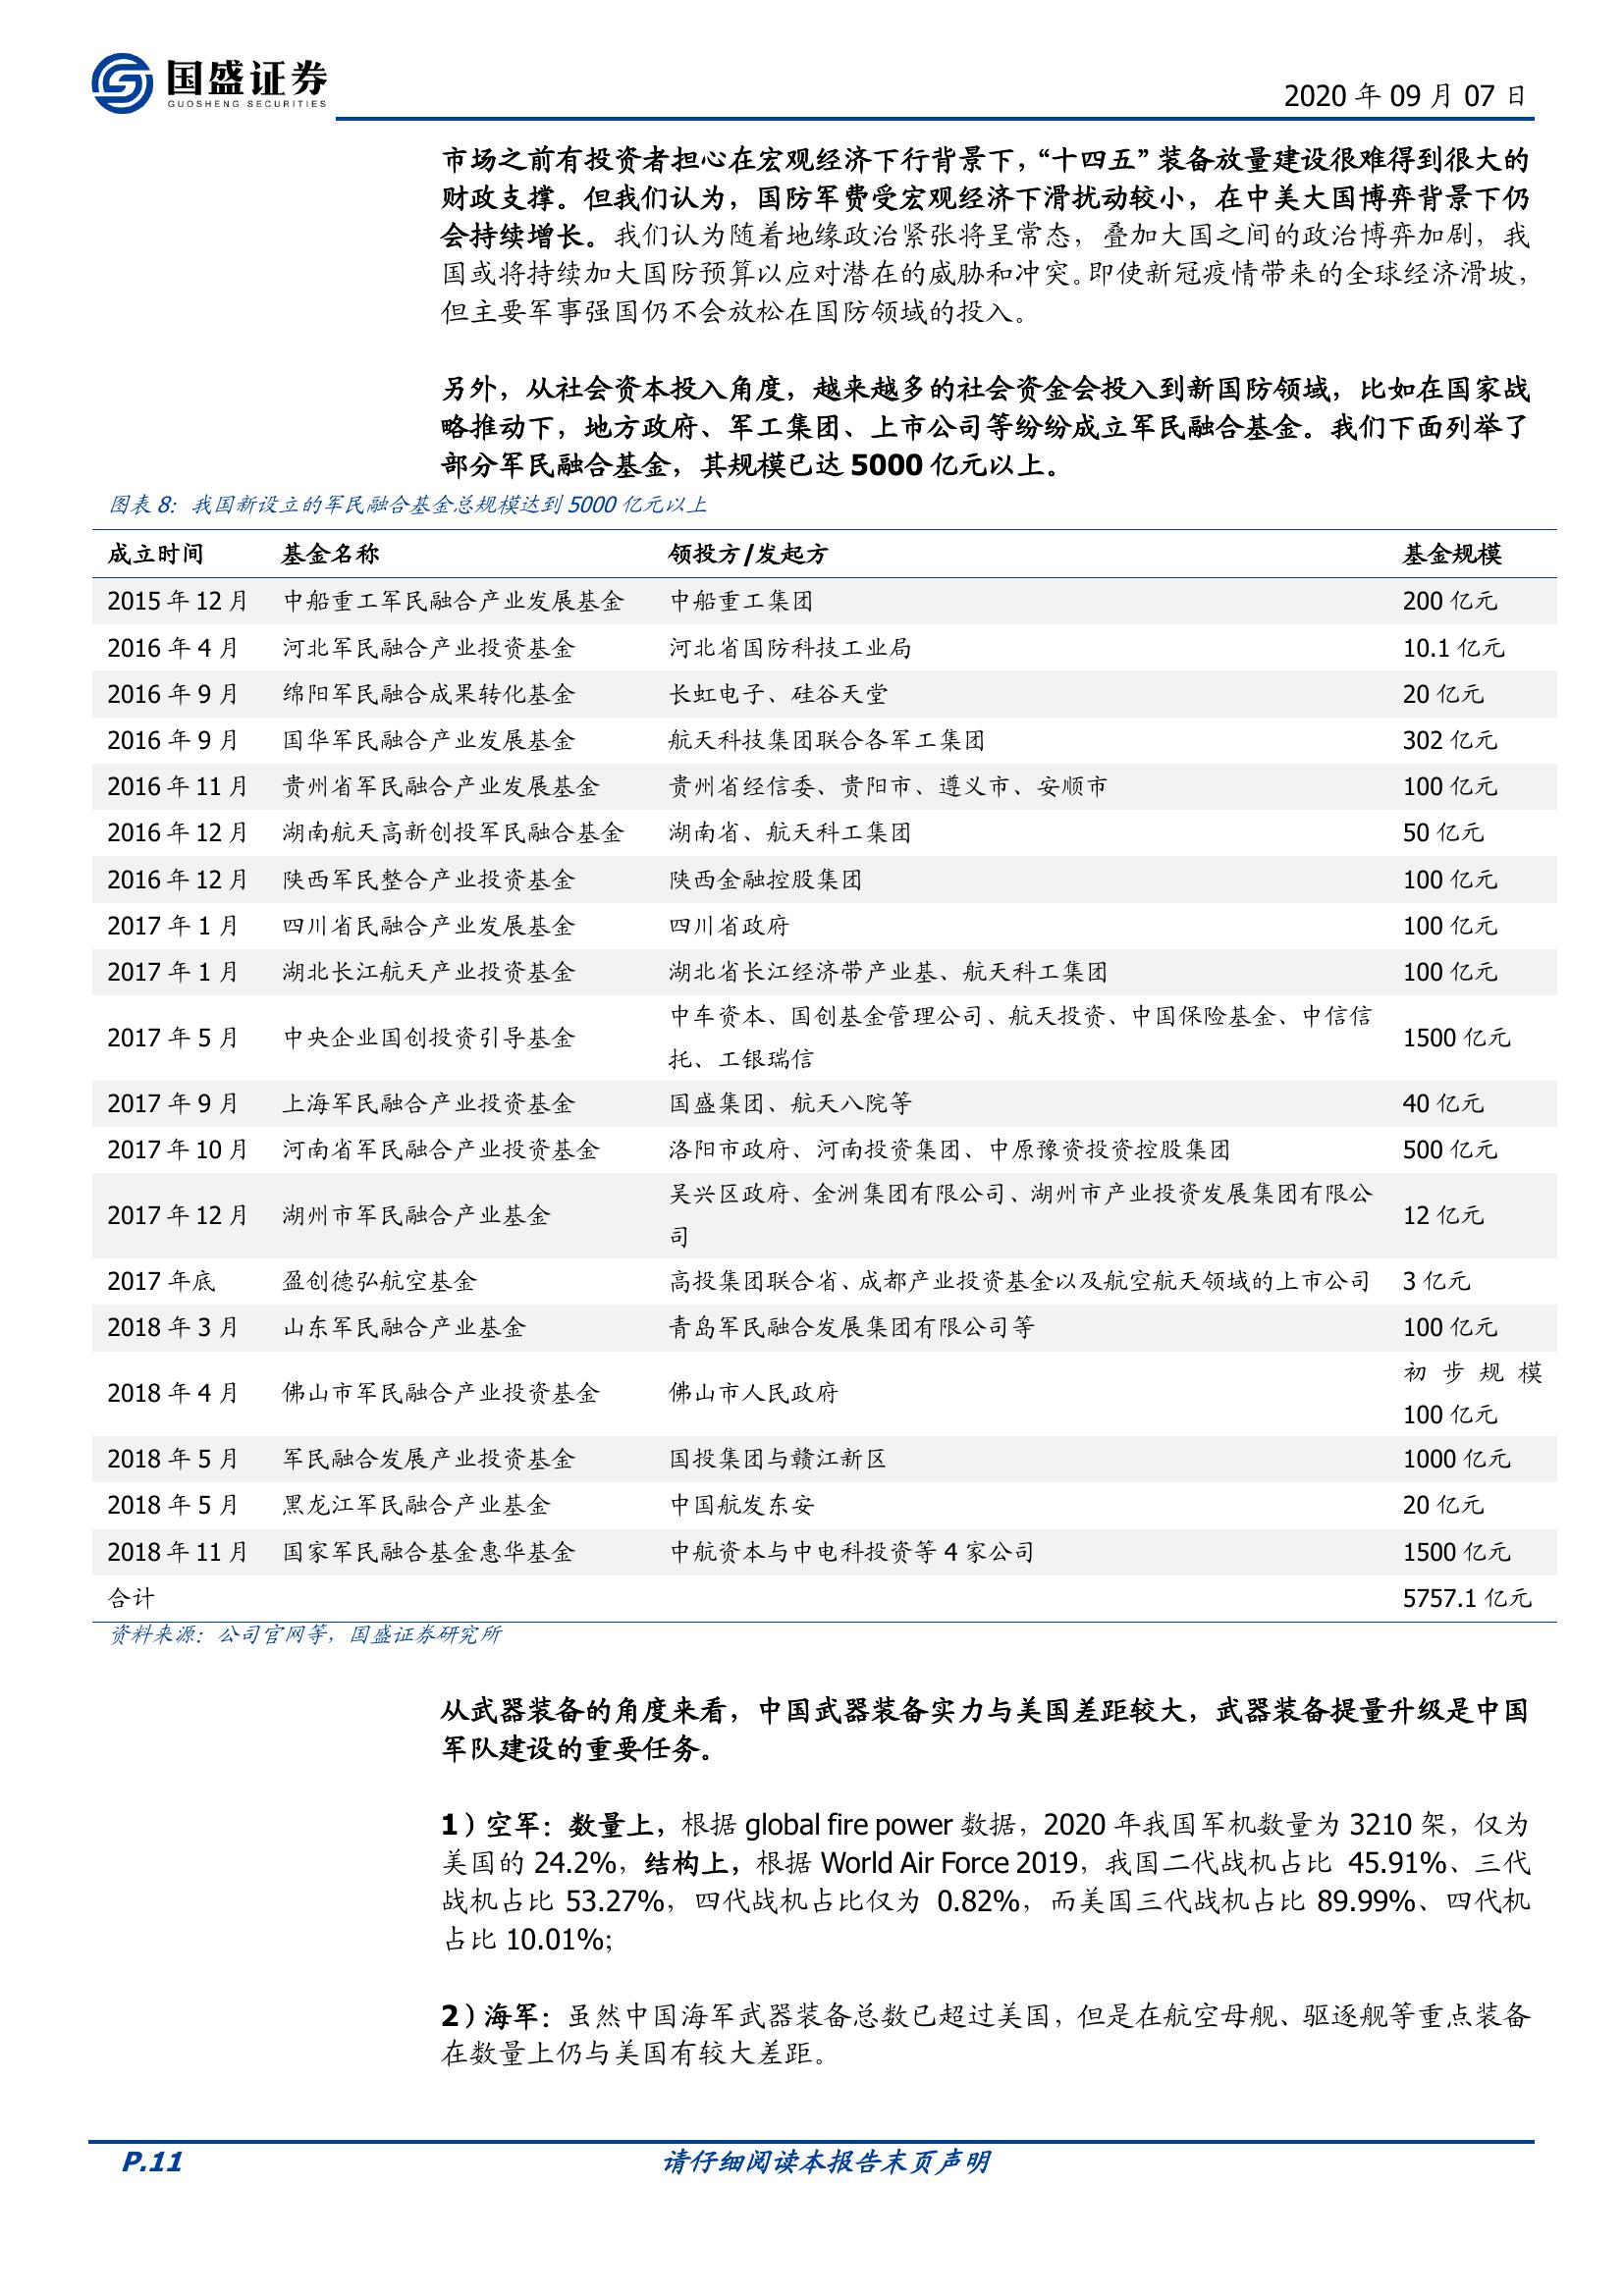 国盛证券
GUOSHENG SECURITIES
2020 年 09 月 07 日
市场之前有投资者担心在宏观经济下行背景下，“十四五”装备放量建设很难得到很大的
财政支撑。但我们认为，国防军费受宏观经济下滑扰动较小，在中美大国博弈背景下仍
会持续增长。我们认为随着地缘政治紧张将呈常态，叠加大国之间的政治博弈加剧，我
国或将持续加大国防预算以应对潜在的威胁和冲突。即使新冠疫情带来的全球经济滑坡，
但主要军事强国仍不会放松在国防领域的投入。
另外，从社会资本投入角度，越来越多的社会资金会投入到新国防领域，比如在国家战
略推动下，地方政府、军工集团、上市公司等纷纷成立军民融合基金。我们下面列举了
部分军民融合基金，其规模已达 5000 亿元以上。
图表 8：我国新设立的军民融合基金总规模达到 5000 亿元以上
成立时间 基金名称 领投方/发起方 基金规模
2015 年 12 月 中船重工军民融合产业发展基金 中船重工集团 200 亿元
2016 年 4 月 河北军民融合产业投资基金 河北省国防科技工业局 10.1 亿元
2016 年 9 月 绵阳军民融合成果转化基金 长虹电子、硅谷天堂 20 亿元
2016 年 9 月 国华军民融合产业发展基金 航天科技集团联合各军工集团 302 亿元
2016 年 11 月 贵州省军民融合产业发展基金 贵州省经信委、贵阳市、遵义市、安顺市 100 亿元
2016 年 12 月 湖南航天高新创投军民融合基金 湖南省、航天科工集团 50 亿元
2016 年 12 月 陕西军民整合产业投资基金 陕西金融控股集团 100 亿元
2017 年 1 月 四川省民融合产业发展基金 四川省政府 100 亿元
2017 年 1 月 湖北长江航天产业投资基金 湖北省长江经济带产业基、航天科工集团 100 亿元
2017 年 5 月 中央企业国创投资引导基金 中车资本、国创基金管理公司、航天投资、中国保险基金、中信信
托、工银瑞信 1500 亿元
2017 年 9 月 上海军民融合产业投资基金 国盛集团、航天八院等 40 亿元
2017 年 10 月 河南省军民融合产业投资基金 洛阳市政府、河南投资集团、中原豫资投资控股集团 500 亿元
2017 年 12 月 湖州市军民融合产业基金 吴兴区政府、金洲集团有限公司、湖州市产业投资发展集团有限公
司 12 亿元
2017 年底 盈创德弘航空基金 高投集团联合省、成都产业投资基金以及航空航天领域的上市公司 3 亿元
2018 年 3 月 山东军民融合产业基金 青岛军民融合发展集团有限公司等 100 亿元
2018 年 4 月 佛山市军民融合产业投资基金 佛山市人民政府 初步规模
100 亿元
2018 年 5 月 军民融合发展产业投资基金 国投集团与赣江新区 1000 亿元
2018 年 5 月 黑龙江军民融合产业基金 中国航发东安 20 亿元
2018 年 11 月 国家军民融合基金惠华基金 中航资本与中电科投资等 4 家公司 1500 亿元
合计 5757.1 亿元
资料来源：公司官网等，国盛证券研究所
从武器装备的角度来看，中国武器装备实力与美国差距较大，武器装备提量升级是中国
军队建设的重要任务。
1）空军：数量上，根据 global fire power 数据，2020 年我国军机数量为 3210 架，仅为
美国的 24.2%，结构上，根据 World Air Force 2019，我国二代战机占比 45.91%、三代
战机占比 53.27%，四代战机占比仅为 0.82%，而美国三代战机占比 89.99%、四代机
占比 10.01%;
2）海军：虽然中国海军武器装备总数已超过美国，但是在航空母舰、驱逐舰等重点装备
在数量上仍与美国有较大差距。
P.11 请仔细阅读本报告末页声明